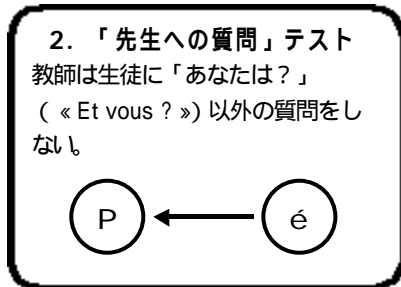 2. 「先生への質問」テスト
教師は生徒に「あなたは？」
( « Et vous ? ») 以外の質問をし
ない。
P é